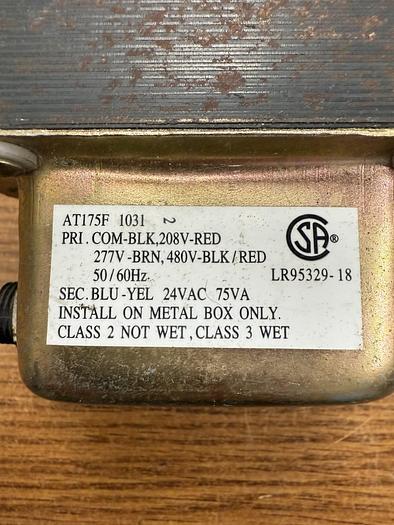 AT175F 1031 2
PRI. COM-BLK,208V-RED
277V-BRN, 480V-BLK/RED
50/60Hz.
SEC. BLU-YEL 24VAC 75VA
INSTALL ON METAL BOX ONLY.
CLASS 2 NOT WET, CLASS 3 WET
CSA®
LR95329-18